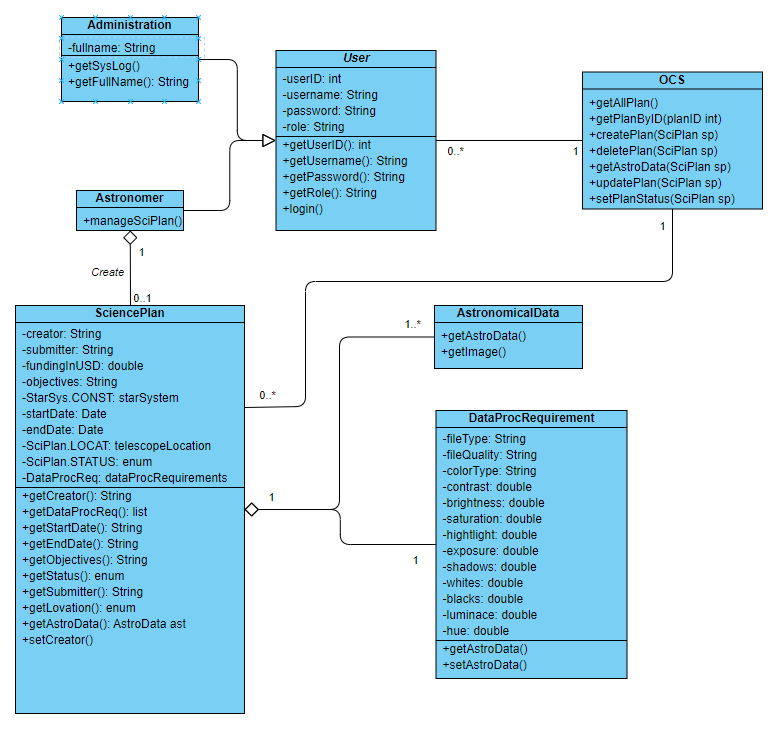 Administration
-fullname: String
+getSysLog()
+getFullName(): String
User
-userID: int
-username: String
-password: String
-role: String
+getUserID(): int
+getUsername(): String
+getPassword(): String
+getRole(): String
+login()
0..*
1
OCS
+getAllPlan()
+getPlanByID(planID int)
+createPlan(SciPlan sp)
+deletePlan(SciPlan sp)
+getAstroData(SciPlan sp)
+updatePlan(SciPlan sp)
+setPlanStatus(SciPlan sp)
1
Astronomer
+manageSciPlan()
1
Create
0..1
SciencePlan
-creator: String
-submitter: String
-fundingInUSD: double
-objectives: String
-StarSys.CONST: starSystem
-startDate: Date
-endDate: Date
-SciPlan.LOCAT: telescopeLocation
-SciPlan.STATUS: enum
-DataProcReq: dataProcRequirements
+getCreator(): String
+getDataProcReq(): list
+getStartDate(): String
+getEndDate(): String
+getObjectives(): String
+getStatus(): enum
+getSubmitter(): String
+getLovation(): enum
+getAstroData(): AstroData ast
+setCreator()
0..*
1
1..*
AstronomicalData
+getAstroData()
+getImage()
1
DataProcRequirement
-fileType: String
-fileQuality: String
-colorType: String
-contrast: double
-brightness: double
-saturation: double
-hightlight: double
-exposure: double
-shadows: double
-whites: double
-blacks: double
-luminace: double
-hue: double
+getAstroData()
+setAstroData()